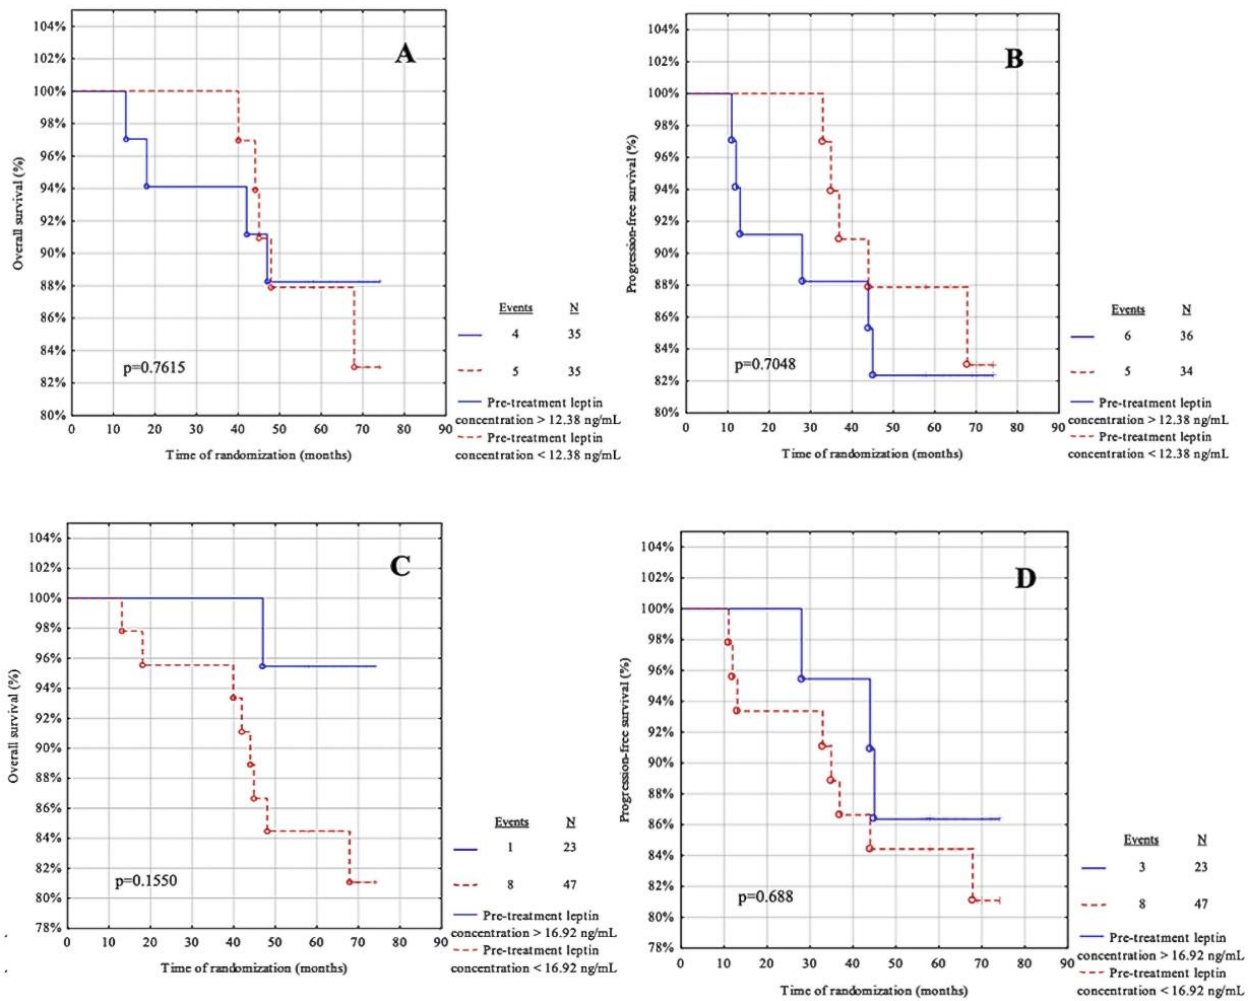 A
104%
102%
100%
98%
96%
94%
92%
90%
88%
86%
84%
82%
80%
Overall survival (%)
0 10 20 30 40 50 60 70 80 90
Time of randomization (months)
p=0.7615
Events N
4 35
5 35
Pre-treatment leptin
concentration > 12.38 ng/mL
Pre-treatment leptin
concentration < 12.38 ng/mL
B
104%
102%
100%
98%
96%
94%
92%
90%
88%
86%
84%
82%
80%
Progression-free survival (%)
0 10 20 30 40 50 60 70 80 90
Time of randomization (months)
p=0.7048
Events N
6 36
5 34
Pre-treatment leptin
concentration > 12.38 ng/mL
Pre-treatment leptin
concentration < 12.38 ng/mL
C
104%
102%
100%
98%
96%
94%
92%
90%
88%
86%
84%
82%
80%
78%
Overall survival (%)
0 10 20 30 40 50 60 70 80 90
Time of randomization (months)
p=0.1550
Events N
1 23
8 47
Pre-treatment leptin
concentration > 16.92 ng/mL
Pre-treatment leptin
concentration < 16.92 ng/mL
D
104%
102%
100%
98%
96%
94%
92%
90%
88%
86%
84%
82%
80%
78%
Progression-free survival (%)
0 10 20 30 40 50 60 70 80 90
Time of randomization (months)
p=0.688
Events N
3 23
8 47
Pre-treatment leptin
concentration > 16.92 ng/mL
Pre-treatment leptin
concentration < 16.92 ng/mL